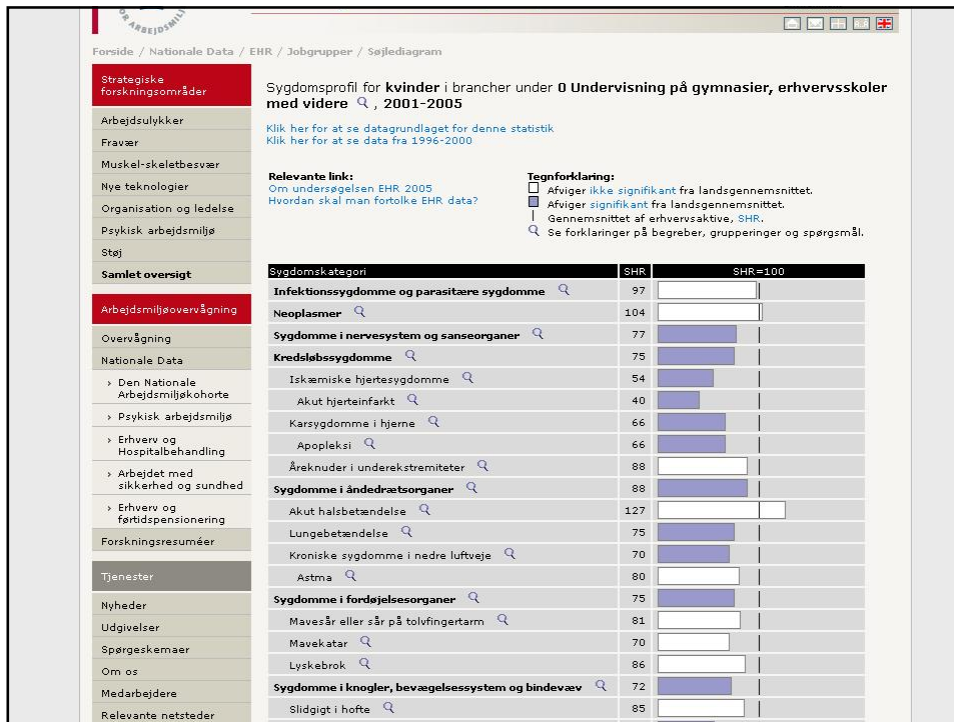 FOR ARBEJDSMILJ
Forside / Nationale Data / EHR / Jobgrupper / Søjlediagram
Strategiske
forskningsområder
Arbejdsulykker
Fravær
Muskel-skeletbesvær
Nye teknologier
Organisation og ledelse
Psykisk arbejdsmiljø
Støj
Samlet oversigt
Arbejdsmiljøovervågning
Overvågning
Nationale Data
› Den Nationale
Arbejdsmiljøkohorte
› Psykisk arbejdsmiljø
› Erhverv og
Hospitalbehandling
› Arbejdet med
sikkerhed og sundhed
› Erhverv og
førtidspensionering
Forskningsresuméer
Tjenester
Nyheder
Udgivelser
Spørgeskemaer
Om os
Medarbejdere
Relevante netsteder
Sygdomsprofil for kvinder i brancher under 0 Undervisning på gymnasier, erhvervsskoler
med videre , 2001-2005
Klik her for at se datagrundlaget for denne statistik
Klik her for at se data fra 1996-2000
Relevante link:
Om undersøgelsen EHR 2005
Hvordan skal man fortolke EHR data?
Tegnforklaring:
Afviger ikke signifikant fra landsgennemsnittet.
Afviger signifikant fra landsgennemsnittet.
Gennemsnittet af erhvervsaktive, SHR.
Se forklaringer på begreber, grupperinger og spørgsmål.
Sygdomskategori SHR SHR=100
Infektionssygdomme og parasitære sygdomme 97
Neoplasmer 104
Sygdomme i nervesystem og sanseorganer 77
Kredsløbssygdomme 75
Iskæmiske hjertesygdomme 54
Akut hjerteinfarkt 40
Karsygdomme i hjerne 66
Apopleksi 66
Åreknuder i underekstremiteter 88
Sygdomme i åndedrætsorganer 88
Akut halsbetændelse 127
Lungebetændelse 75
Kroniske sygdomme i nedre luftveje 70
Astma 80
Sygdomme i fordøjelsesorganer 75
Mavesår eller sår på tolvfingertarm 81
Mavekatar 70
Lyskebrok 86
Sygdomme i knogler, bevægelsessystem og bindevæv 72
Slidgigt i hofte 85